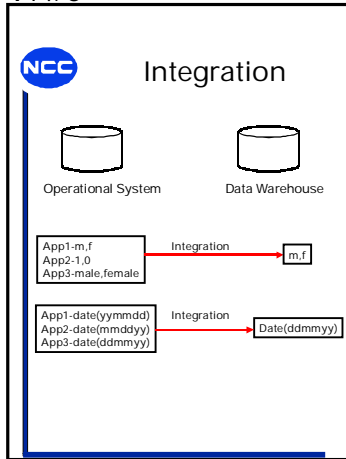 NCC
Integration
Operational System
Data Warehouse
App1-m,f
App2-1,0
App3-male,female
Integration
m,f
App1-date(yymmdd)
App2-date(mmddyy)
App3-date(ddmmyy)
Integration
Date(ddmmyy)